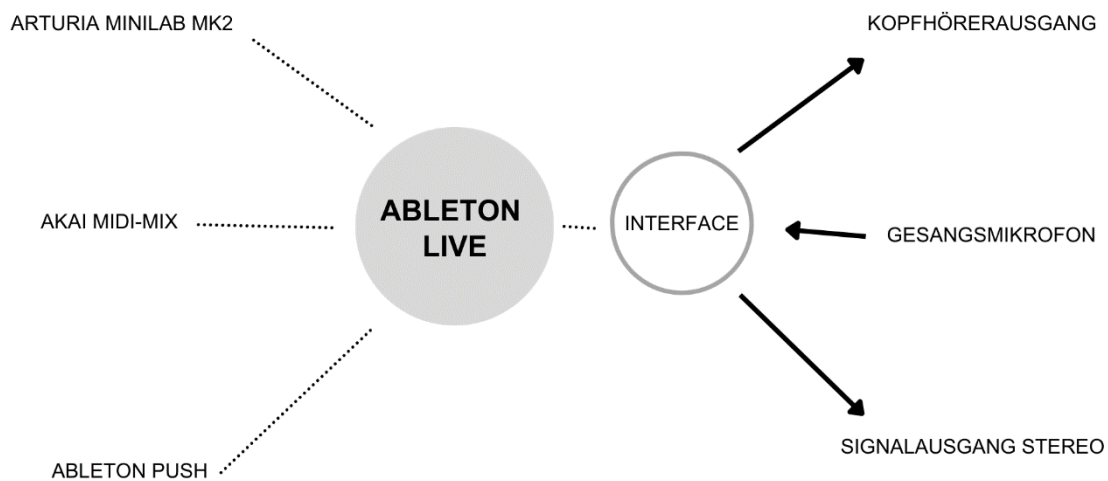 ARTURIA MINILAB MK2
KOPFHÖRERAUSGANG
ABLETON
LIVE
INTERFACE
AKAI MIDI-MIX
GESANGSMIKROFON
SIGNALAUSGANG STEREO
ABLETON PUSH